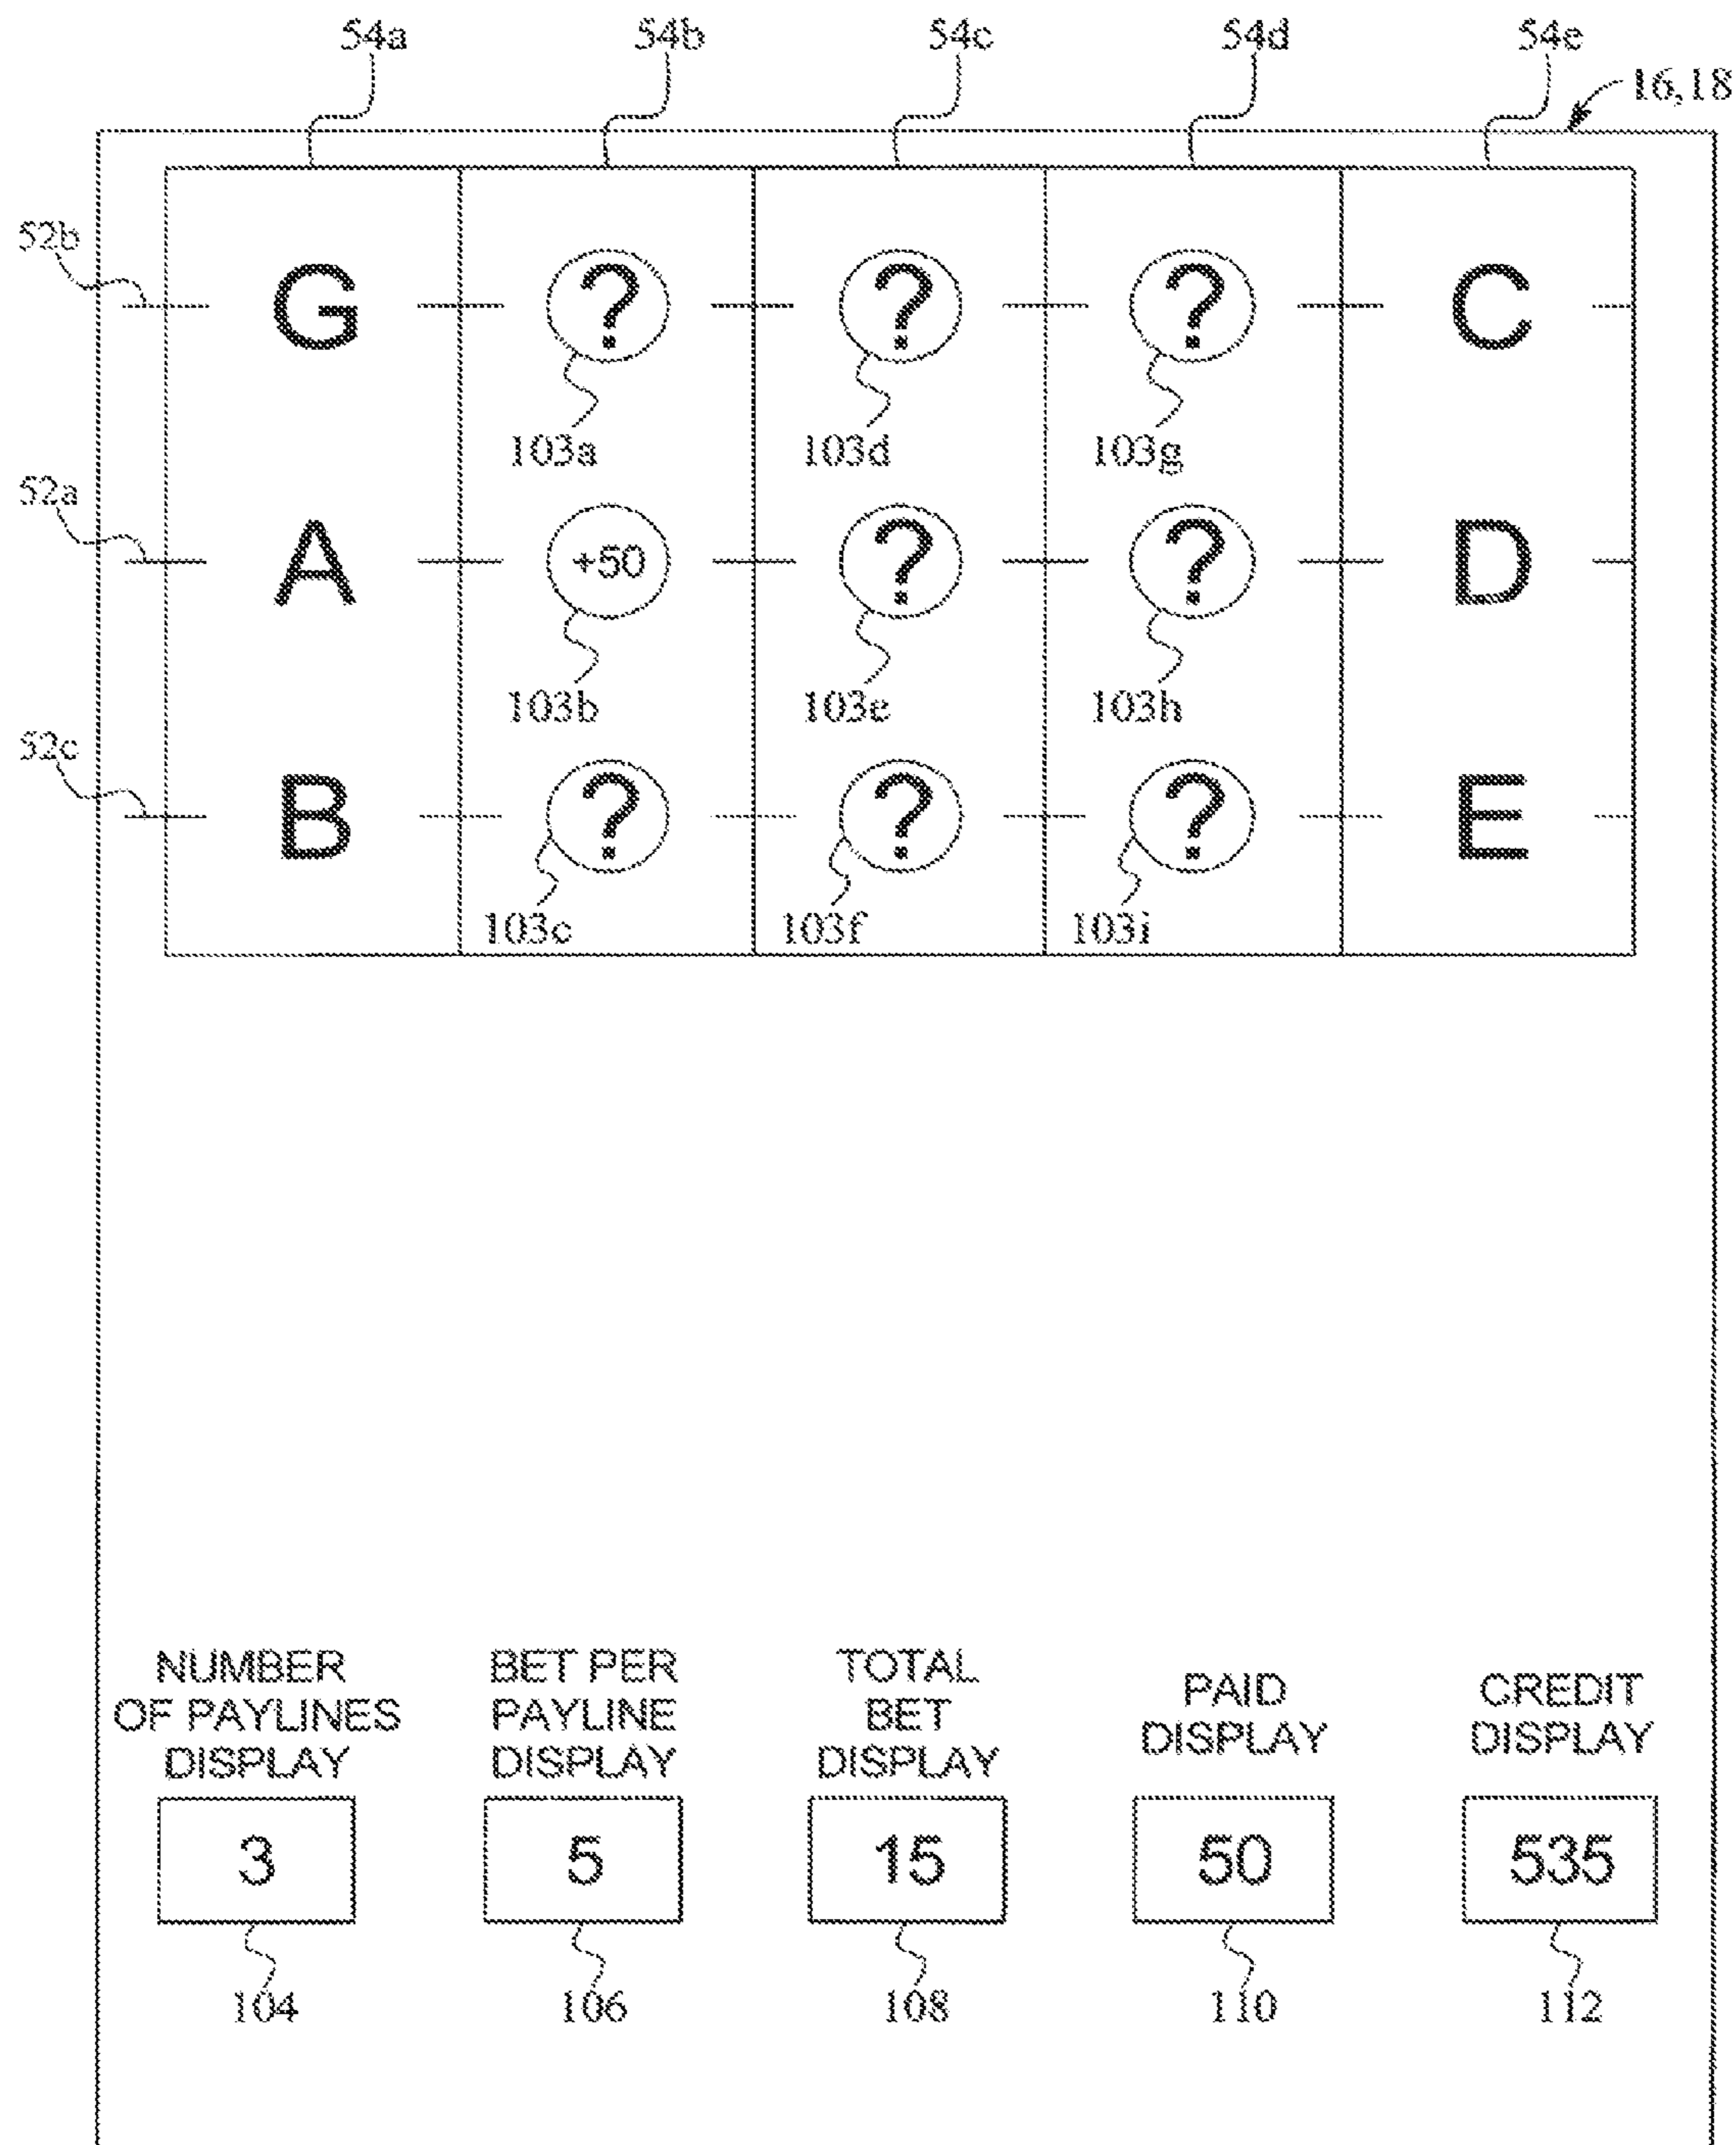 54a 54b 54c 54d 54e
16,18
52b G ? ? ? C
103a 103d 103g
52a A +50 ? ? D
103b 103e 103h
52c B ? ? ? E
103c 103f 103i
NUMBER OF PAYLINES DISPLAY
BET PER PAYLINE DISPLAY
TOTAL BET DISPLAY
PAID DISPLAY
CREDIT DISPLAY
3 5 15 50 535
104 106 108 110 112